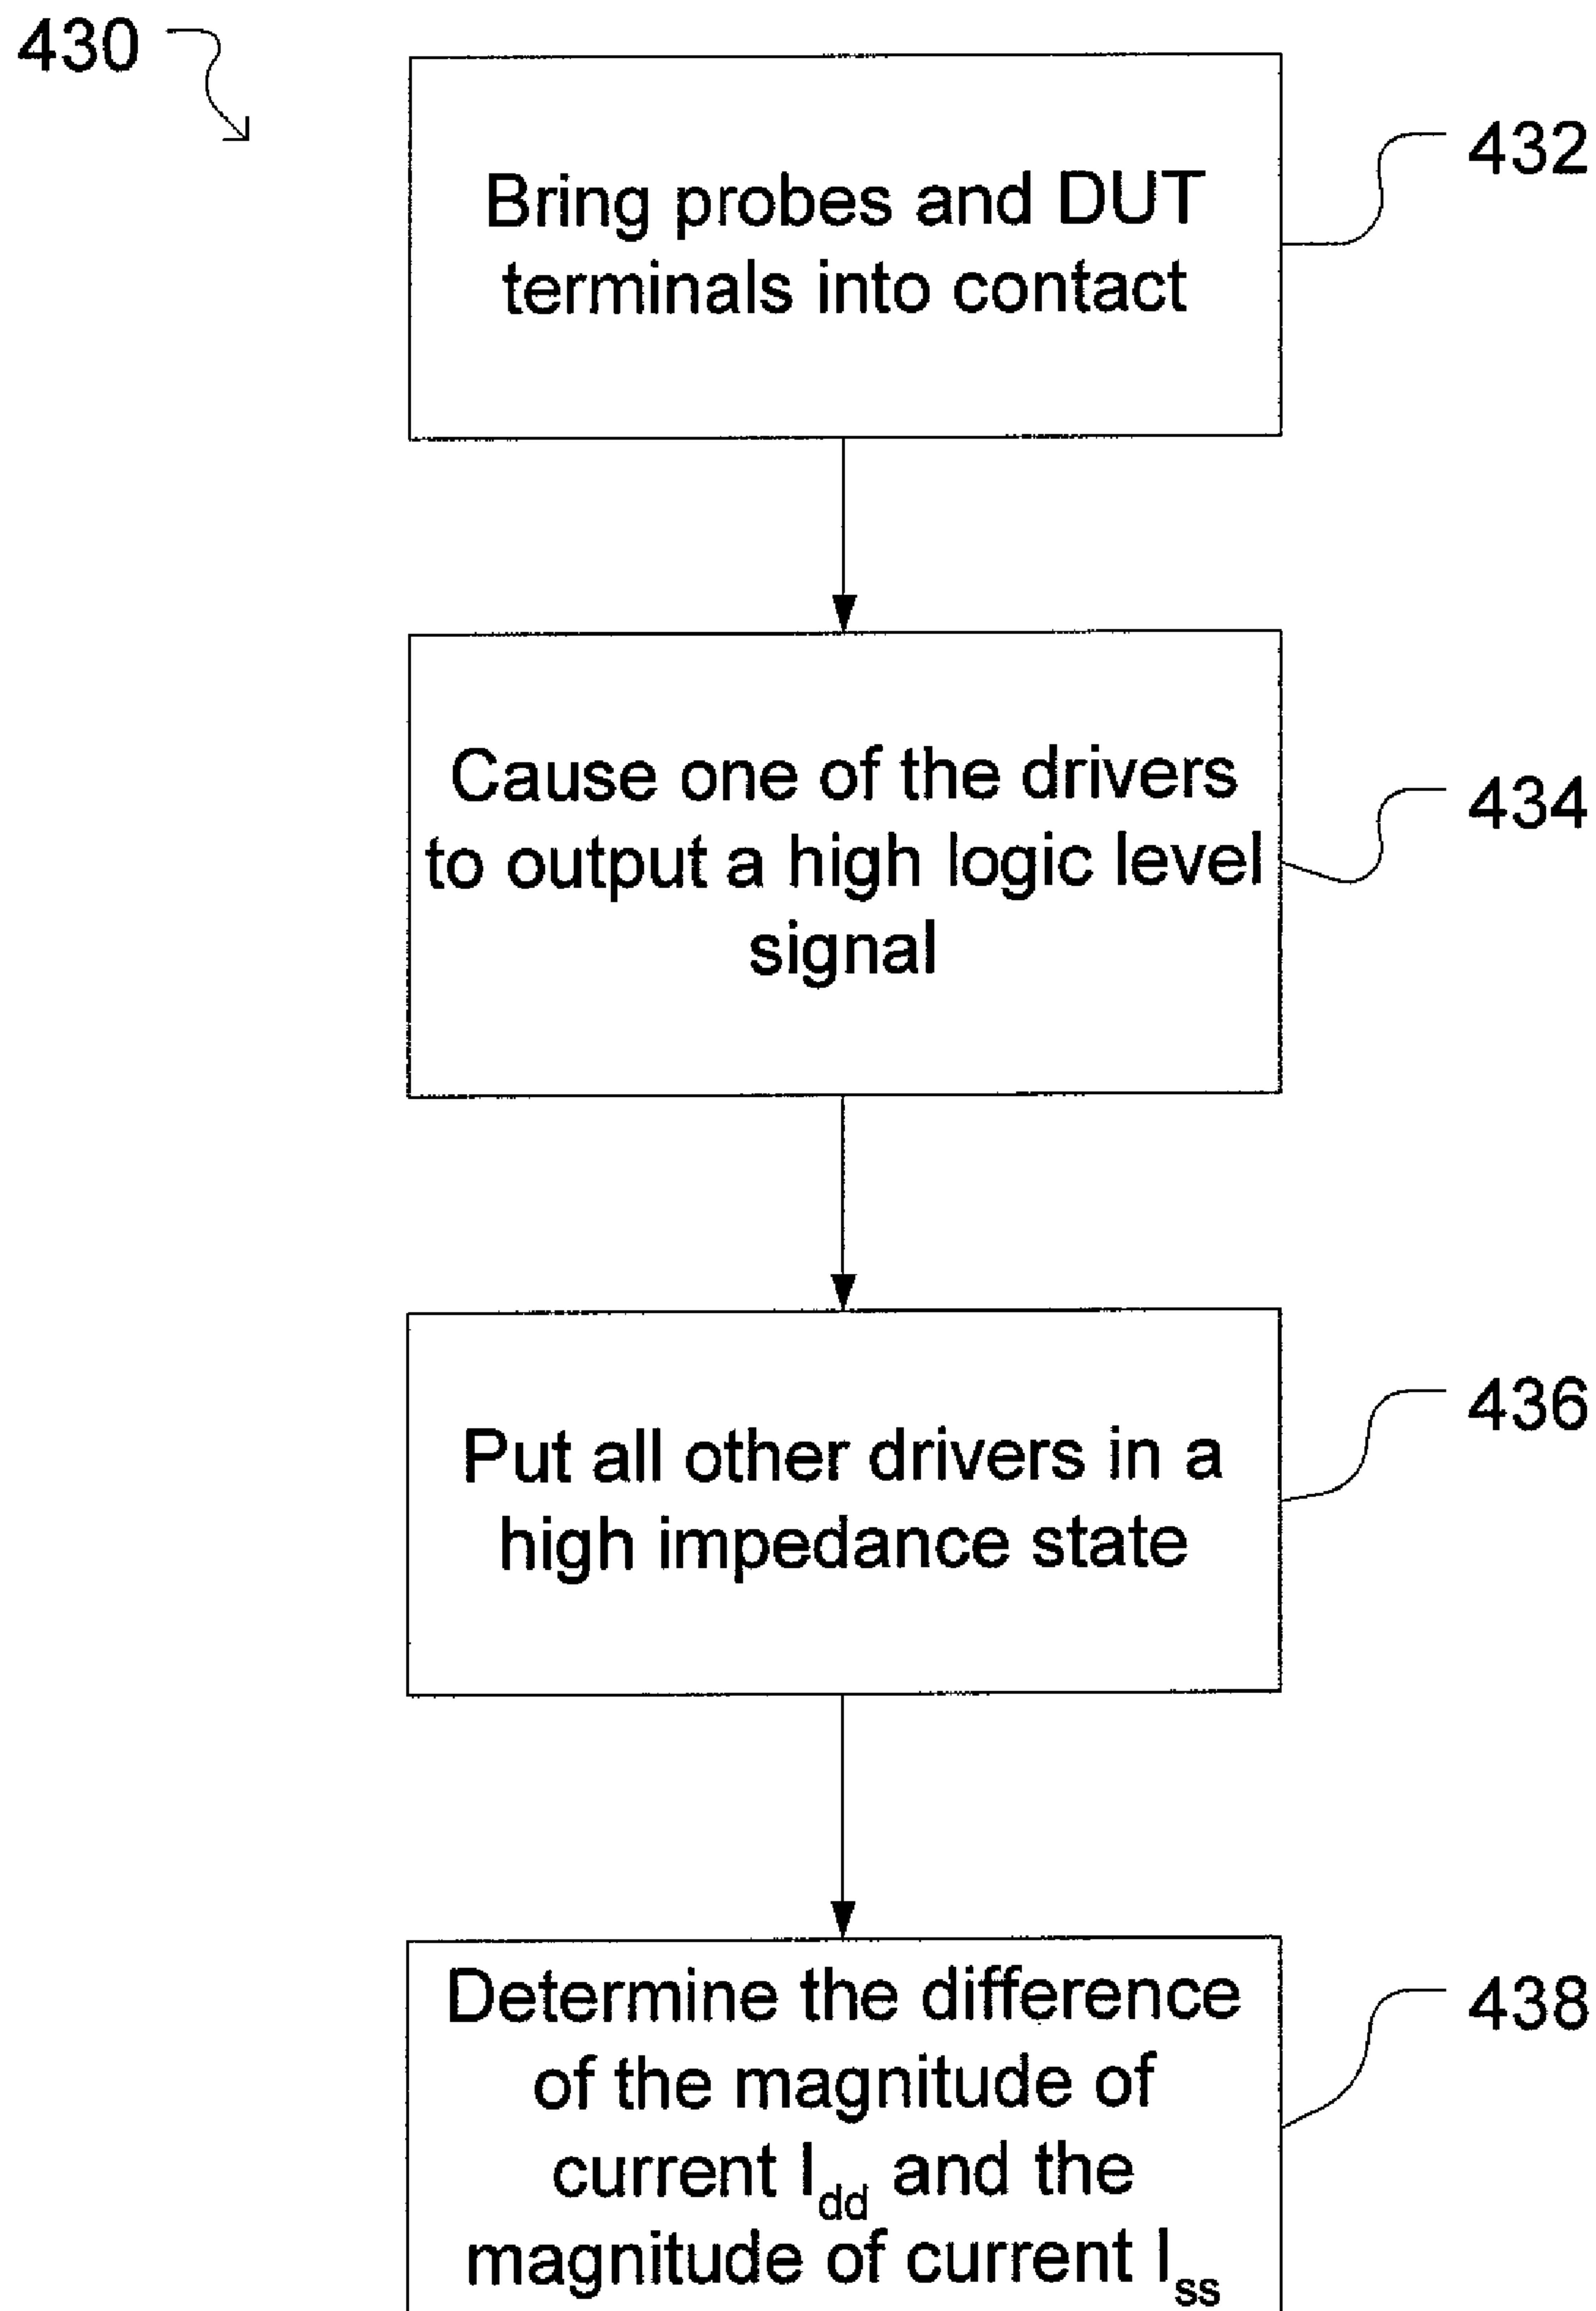 430
Bring probes and DUT
terminals into contact
432
Cause one of the drivers
to output a high logic level
signal
434
Put all other drivers in a
high impedance state
436
Determine the difference
of the magnitude of
current Idd and the
magnitude of current Iss
438